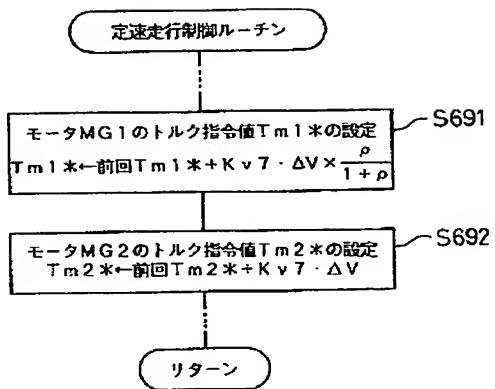 定速走行制御ルーチン
モータMG1のトルク指令値Tm1*の設定
S691
Tm1*←前回Tm1*+Kv7・ΔV×ρ/1+ρ
モータMG2のトルク指令値Tm2*の設定
S692
Tm2*←前回Tm2*+Kv7・ΔV
リターン